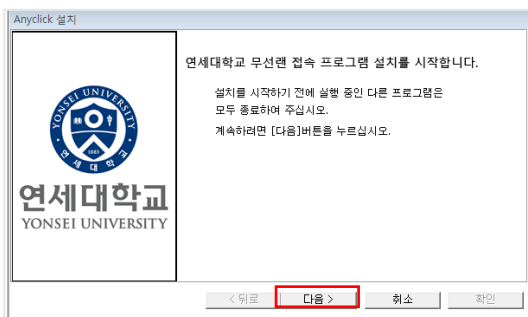 Anyclick 설치
연세대학교 무선랜 접속 프로그램 설치를 시작합니다.
설치를 시작하기 전에 실행 중인 다른 프로그램은
모두 종료하여 주십시오.
계속하려면 [다음]버튼을 누르십시오.
연세대학교
YONSEI UNIVERSITY
< 뒤로
다음 >
취소
확인